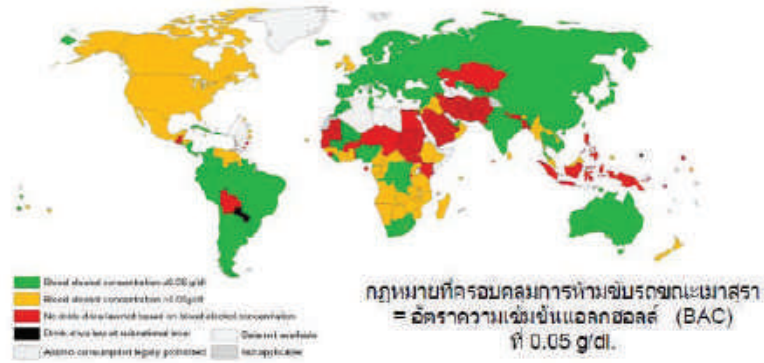 Blood alcohol concentration ≤0.05 g/dl
Blood alcohol concentration >0.05g/dl
No drink drive law/not based on blood alcohol concentration
Drink drive law at subnational level
Data not available
Alcohol consumption legally prohibited
Not applicable
กฎหมายที่ครอบคลุมการห้ามขับรถขณะเมาสุรา
= อัตราความเข้มข้นแอลกอฮอล์ (BAC)
ที่ 0.05 g/dl.